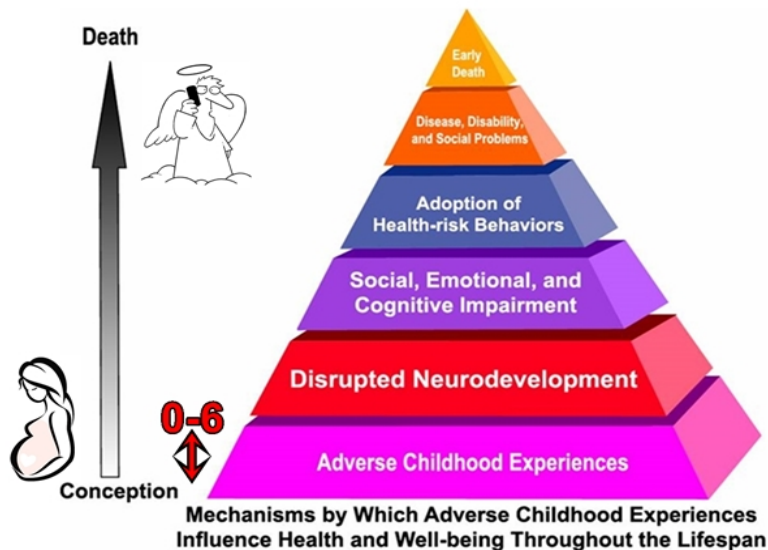 Death
Early
Death
Disease, Disability,
and Social Problems
Adoption of
Health-risk Behaviors
Social, Emotional, and
Cognitive Impairment
Disrupted Neurodevelopment
0-6
Adverse Childhood Experiences
Conception
Mechanisms by Which Adverse Childhood Experiences
Influence Health and Well-being Throughout the Lifespan